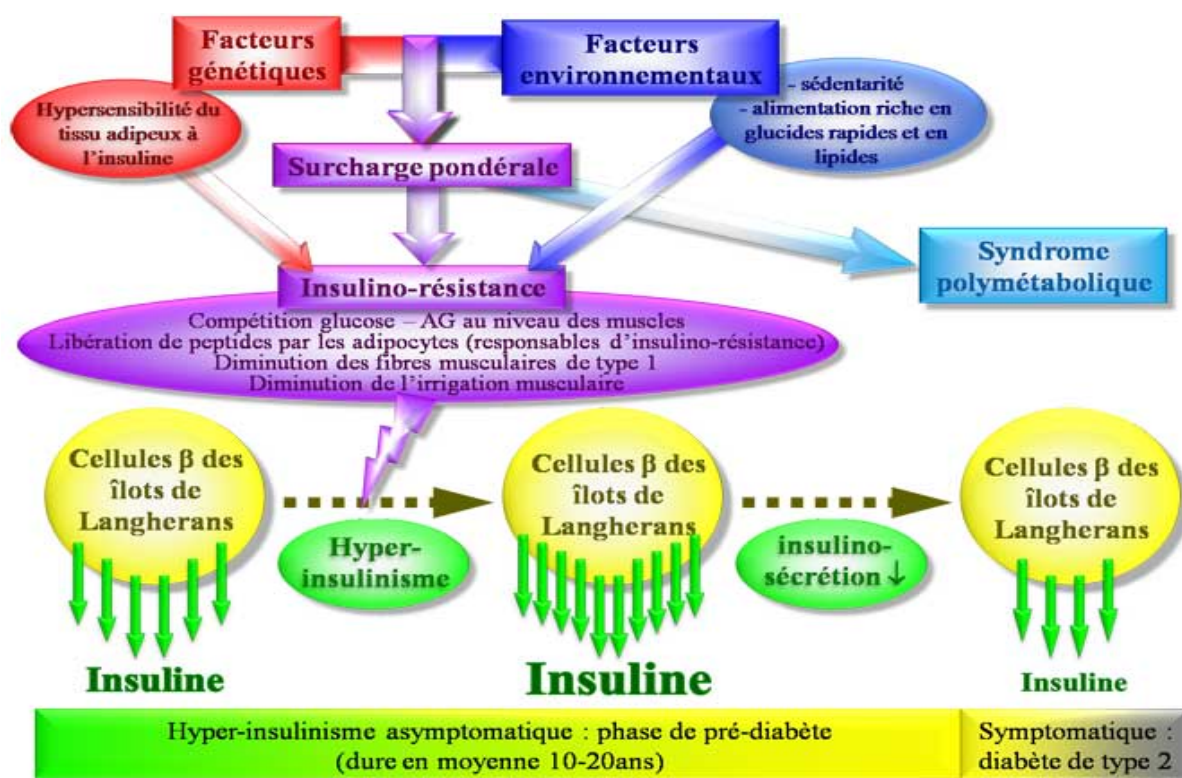 Facteurs
génétiques
Facteurs
environnementaux
Hypersensibilité du
tissu adipeux à
l'insuline
- sédentarité
- alimentation riche en
glucides rapides et en
lipides
Surcharge pondérale
Syndrome
polymétabolique
Insulino-résistance
Compétition glucose – AG au niveau des muscles
Libération de peptides par les adipocytes (responsables d'insulino-résistance)
Diminution des fibres musculaires de type 1
Diminution de l'irrigation musculaire
Cellules β des
îlots de
Langherans
Hyper-
insulinisme
Cellules β des
îlots de
Langherans
insulino-
sécrétion ↓
Cellules β des
îlots de
Langherans
Insuline
Insuline
Insuline
Hyper-insulinisme asymptomatique : phase de pré-diabète
(dure en moyenne 10-20ans)
Symptomatique :
diabète de type 2